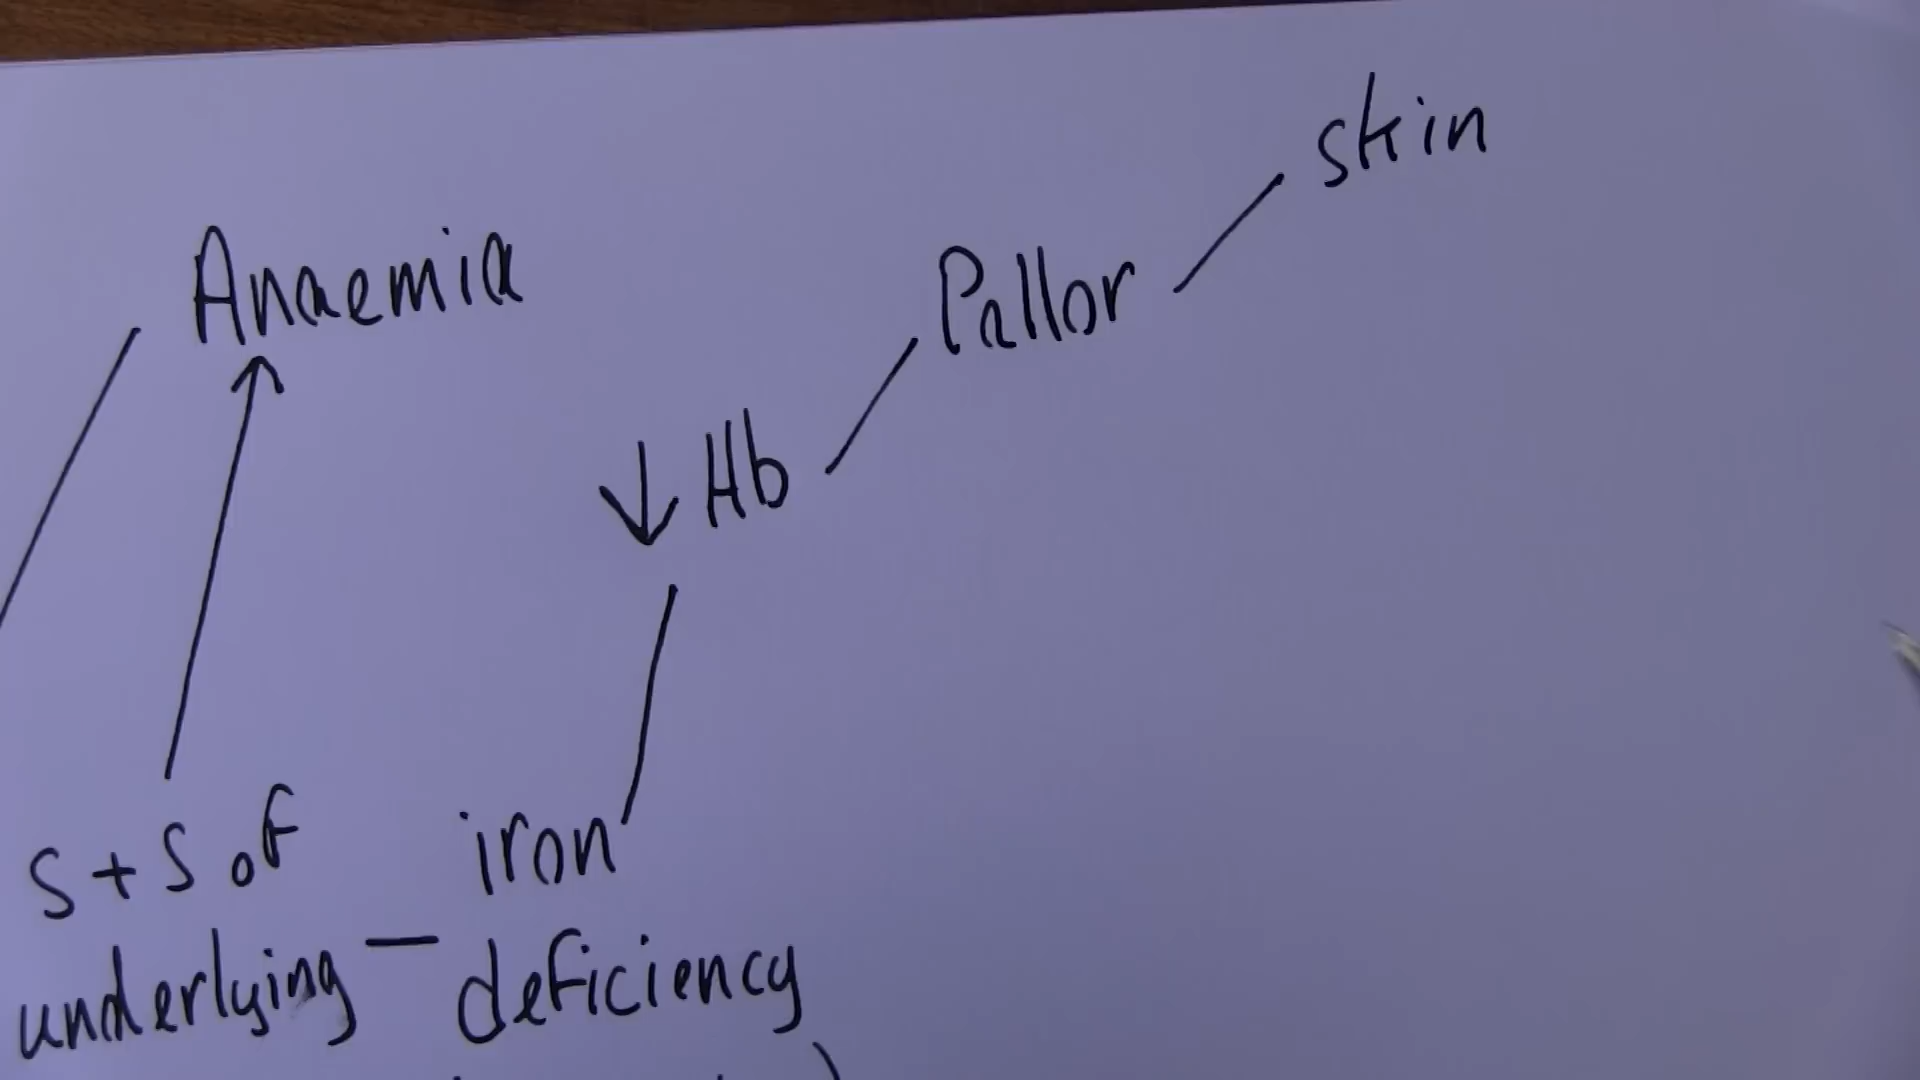 skin
Anaemia
Pallor
↓ Hb
S + S of
underlying –
iron
deficiency